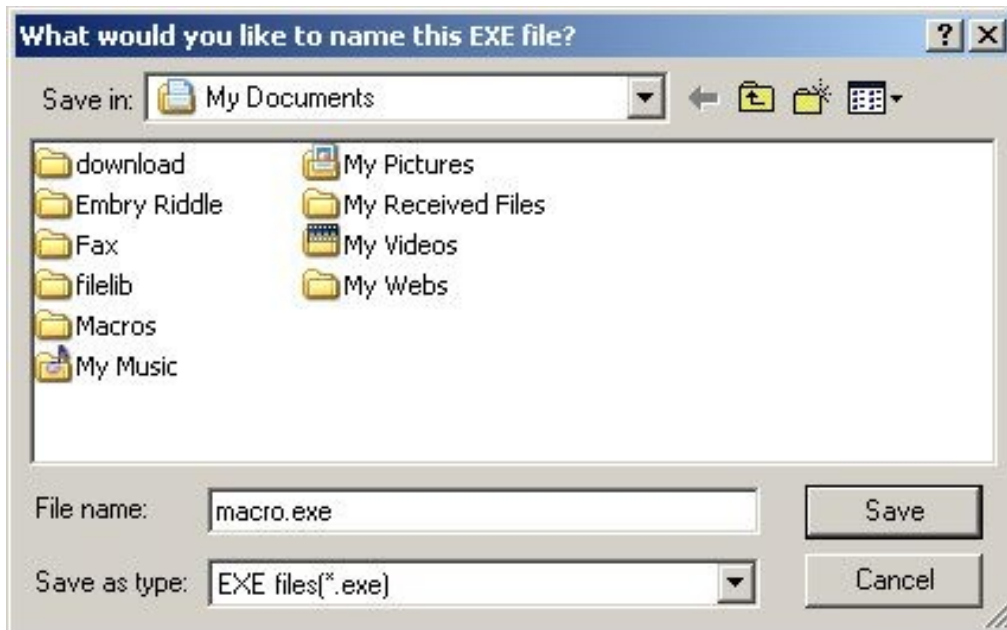 What would you like to name this EXE file?
Save in: My Documents
download
Embry Riddle
Fax
filelib
Macros
My Music
My Pictures
My Received Files
My Videos
My Webs
File name: macro.exe
Save
Save as type: EXE files(*.exe)
Cancel